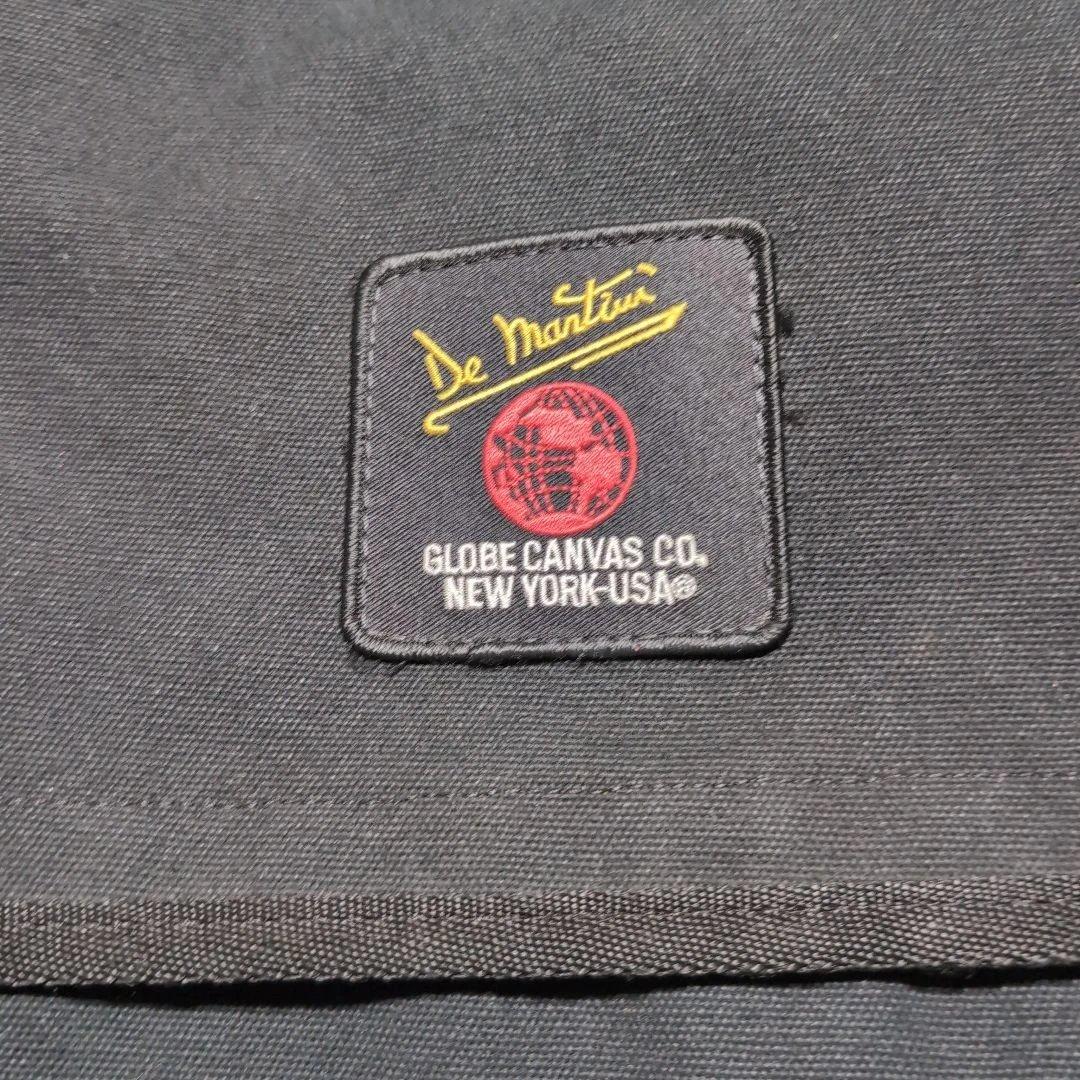 De Martini
GLOBE CANVAS CO.
NEW YORK-USA®